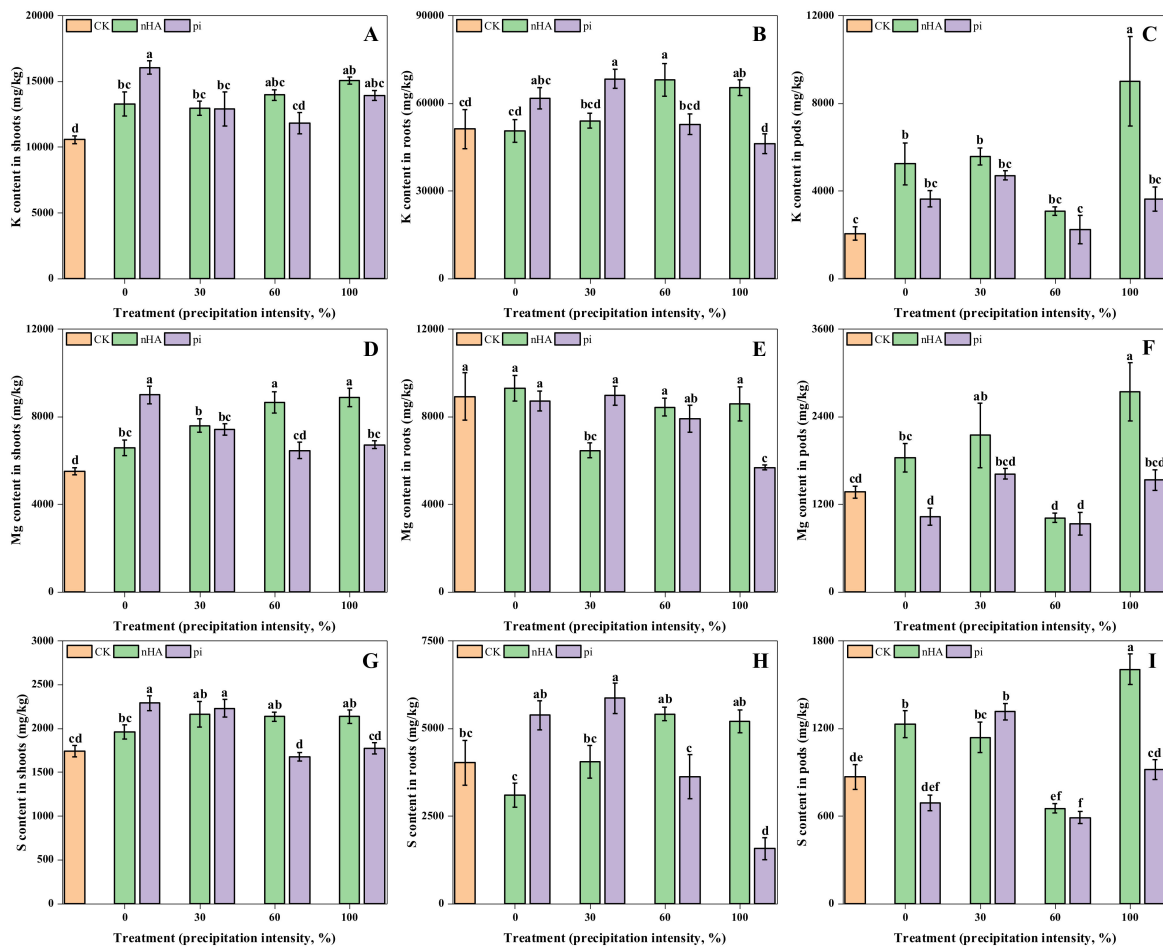 20000 CK nHA pi A
15000
10000
5000
0
a
bc bc bc abc cd ab abc
d
0 30 60 100
K content in shoots (mg/kg)
Treatment (precipitation intensity, %)
90000 CK nHA pi B
60000
30000
0
cd cd abc bcd a a bcd ab d
0 30 60 100
K content in roots (mg/kg)
Treatment (precipitation intensity, %)
12000 CK nHA pi C
8000
4000
0
c b bc b bc bc c a bc
0 30 60 100
K content in pods (mg/kg)
Treatment (precipitation intensity, %)
12000 CK nHA pi D
8000
4000
0
d bc a b bc a cd a bc
0 30 60 100
Mg content in shoots (mg/kg)
Treatment (precipitation intensity, %)
12000 CK nHA pi E
10000
8000
6000
4000
2000
0
a a a bc a a ab a c
0 30 60 100
Mg content in roots (mg/kg)
Treatment (precipitation intensity, %)
3600 CK nHA pi F
2400
1200
0
cd bc d ab bcd d d a bcd
0 30 60 100
Mg content in pods (mg/kg)
Treatment (precipitation intensity, %)
3000 CK nHA pi G
2500
2000
1500
1000
500
0
cd bc a ab a ab d ab cd
0 30 60 100
S content in shoots (mg/kg)
Treatment (precipitation intensity, %)
7500 CK nHA pi H
5000
2500
0
bc c ab bc a ab c ab d
0 30 60 100
S content in roots (mg/kg)
Treatment (precipitation intensity, %)
1800 CK nHA pi I
1200
600
0
de b def bc b ef f a cd
0 30 60 100
S content in pods (mg/kg)
Treatment (precipitation intensity, %)